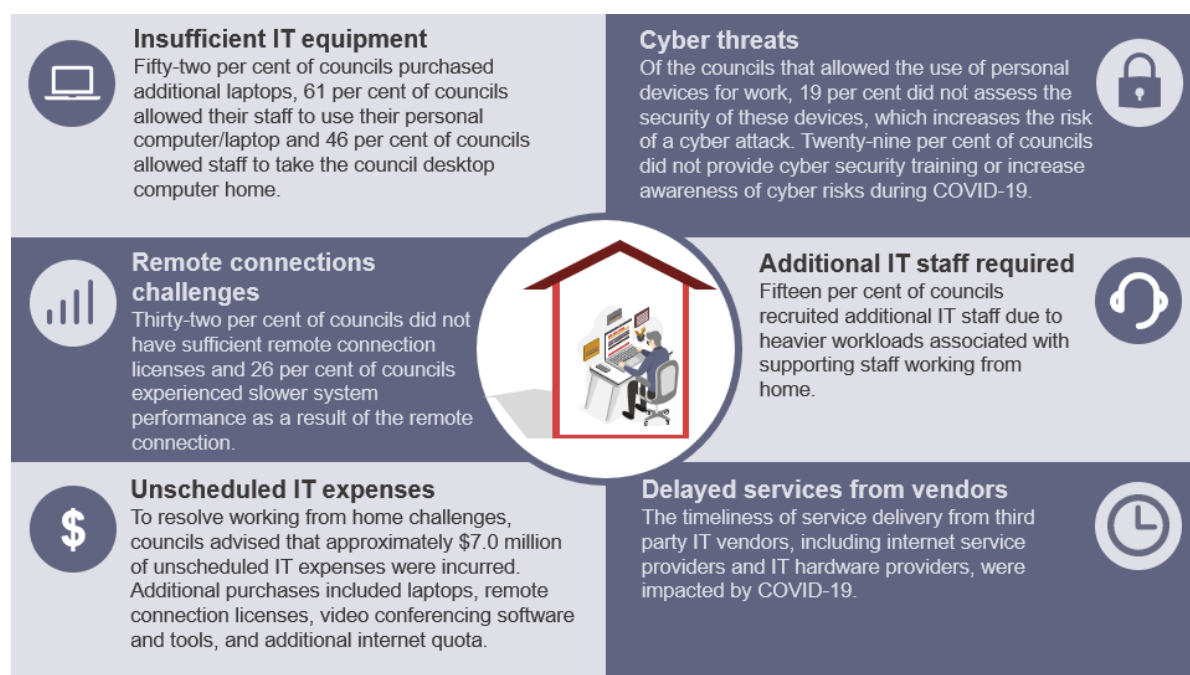 Insufficient IT equipment
Fifty-two per cent of councils purchased
additional laptops, 61 per cent of councils
allowed their staff to use their personal
computer/laptop and 46 per cent of councils
allowed staff to take the council desktop
computer home.
Cyber threats
Of the councils that allowed the use of personal
devices for work, 19 per cent did not assess the
security of these devices, which increases the risk
of a cyber attack. Twenty-nine per cent of councils
did not provide cyber security training or increase
awareness of cyber risks during COVID-19.
Remote connections
challenges
Thirty-two per cent of councils did not
have sufficient remote connection
licenses and 26 per cent of councils
experienced slower system
performance as a result of the remote
connection.
Additional IT staff required
Fifteen per cent of councils
recruited additional IT staff due to
heavier workloads associated with
supporting staff working from
home.
$
Unscheduled IT expenses
To resolve working from home challenges,
councils advised that approximately $7.0 million
of unscheduled IT expenses were incurred.
Additional purchases included laptops, remote
connection licenses, video conferencing software
and tools, and additional internet quota.
Delayed services from vendors
The timeliness of service delivery from third
party IT vendors, including internet service
providers and IT hardware providers, were
impacted by COVID-19.